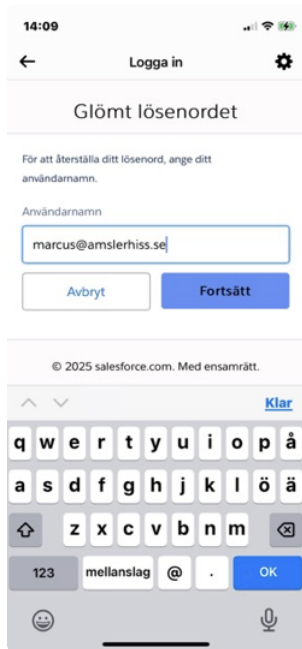 14:09
Logga in
Glömt lösenordet
För att återställa ditt lösenord, ange ditt
användarnamn.
Användarnamn
marcus@amslerhiss.se
Avbryt Fortsätt
© 2025 salesforce.com. Med ensamrätt.
Klar
q w e r t y u i o p å
a s d f g h j k l ö ä
z x c v b n m
123 mellanslag @ . OK